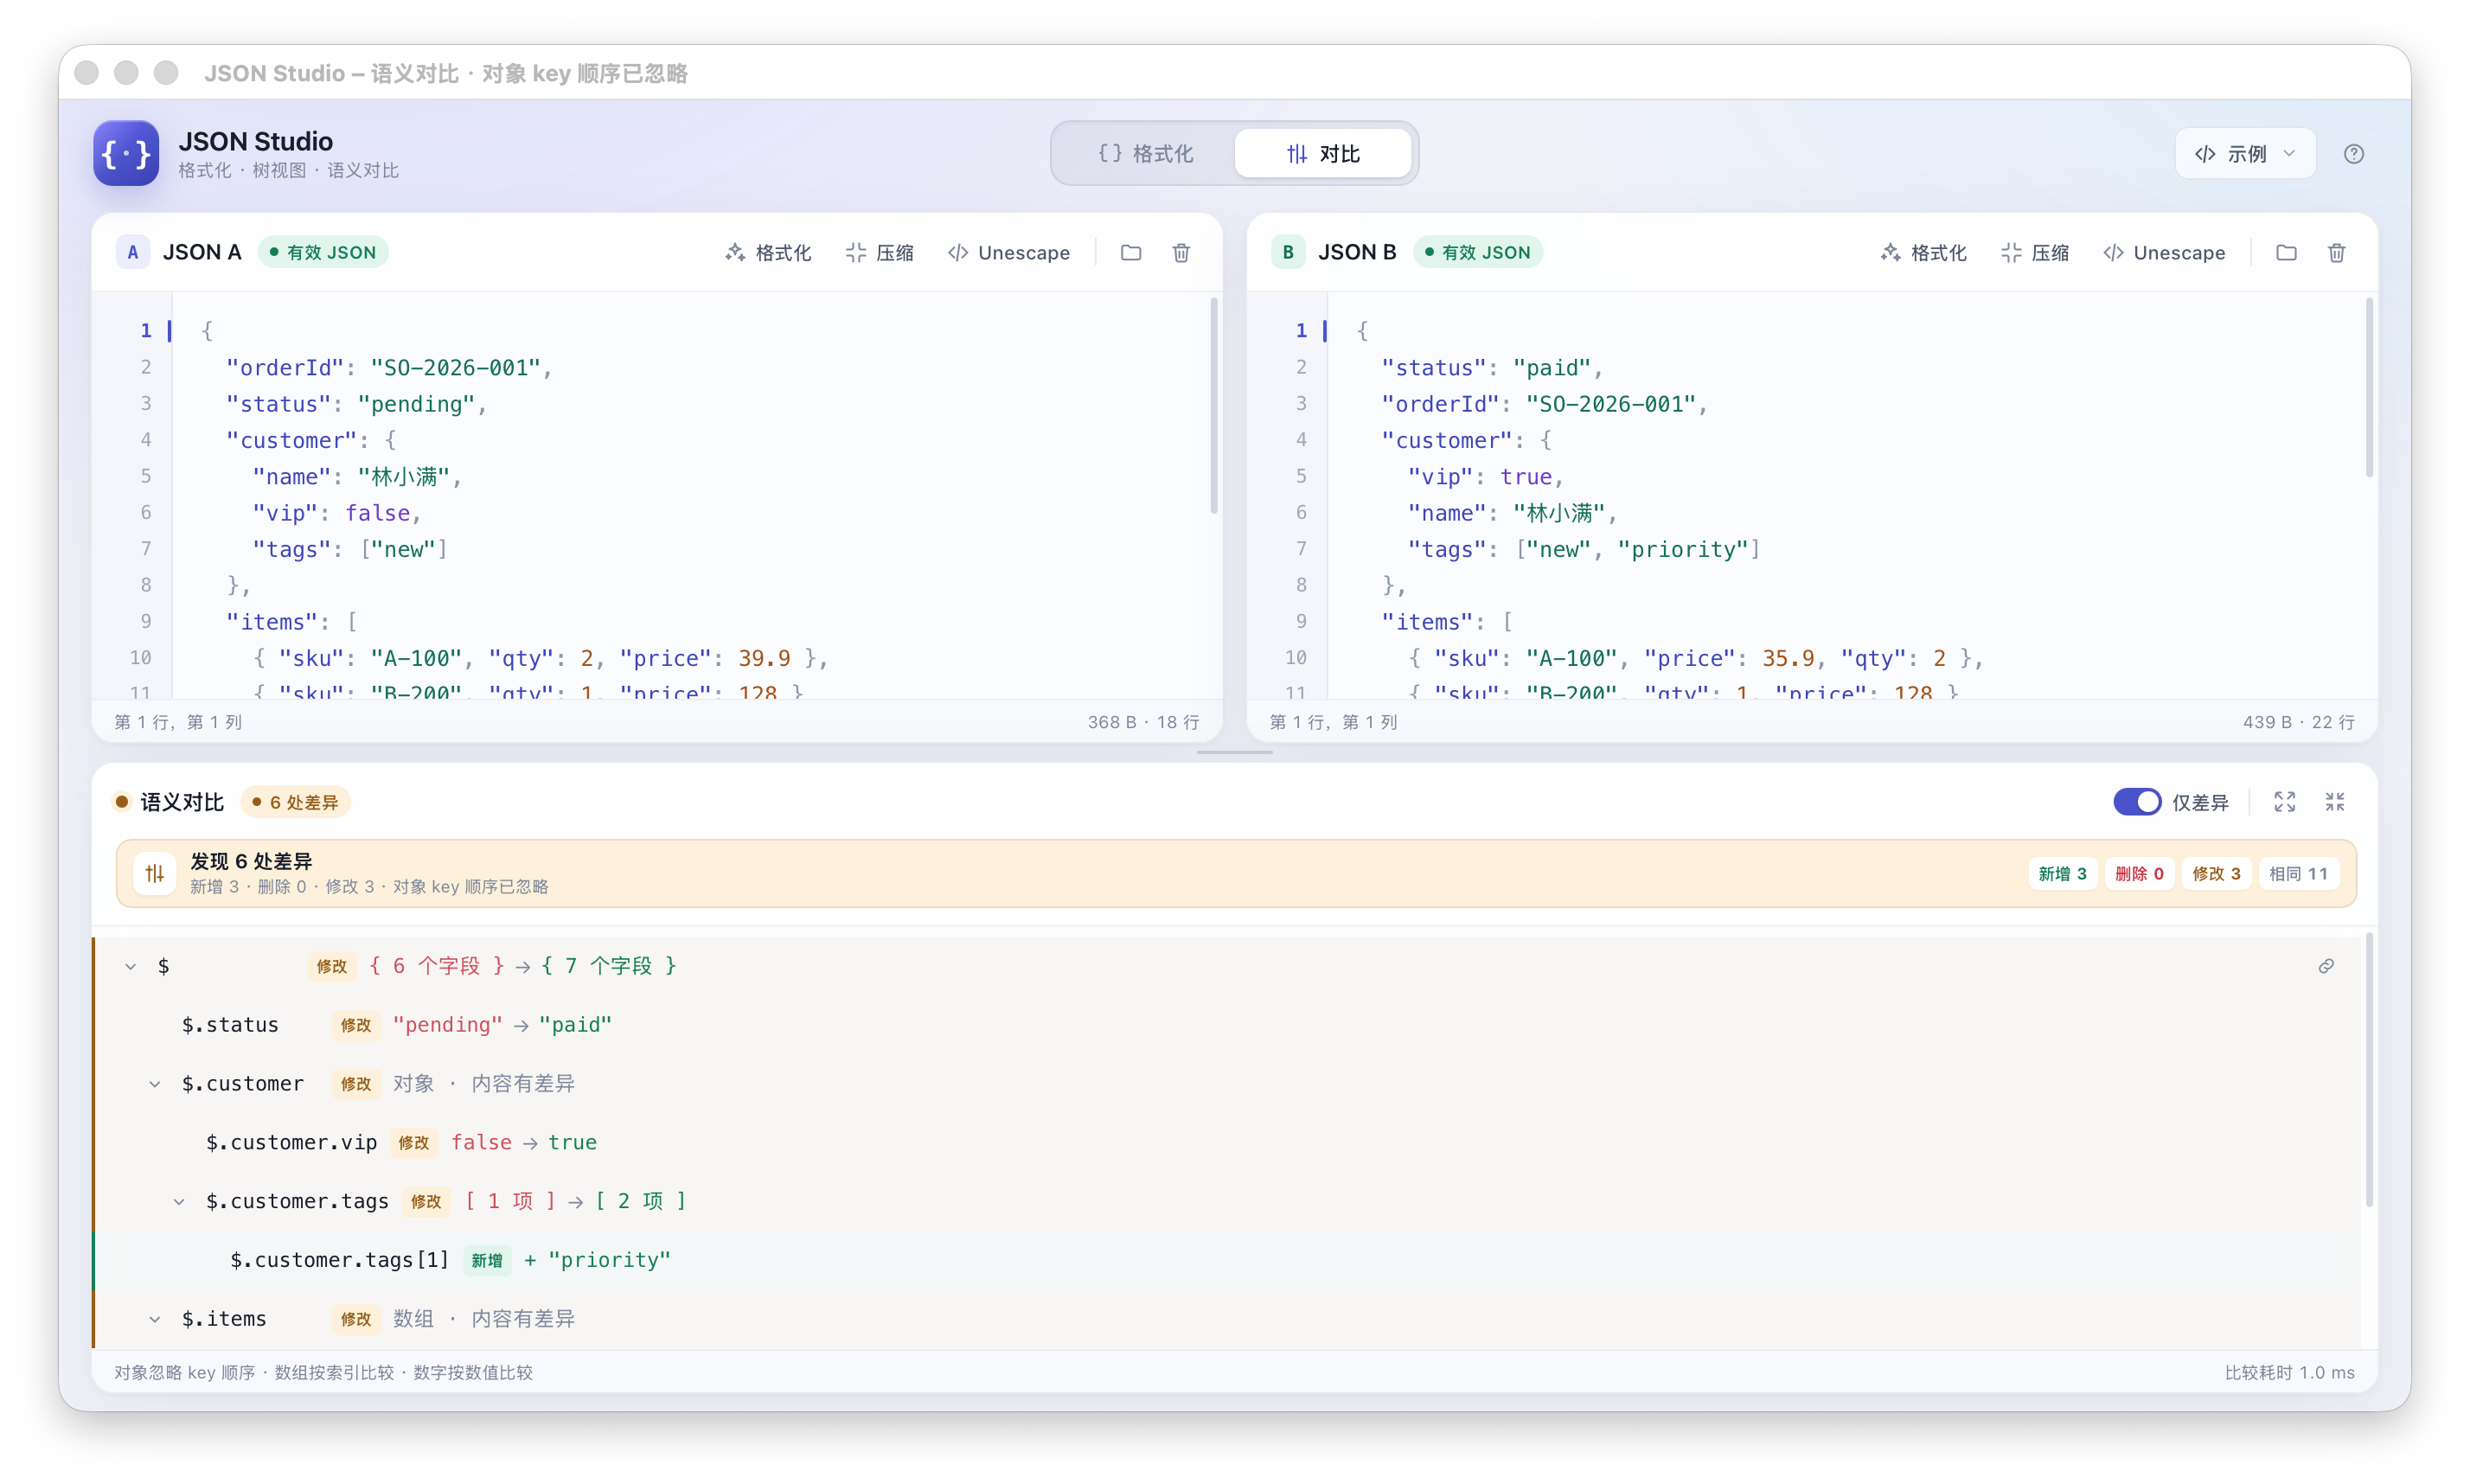 JSON Studio – 语义对比 · 对象 key 顺序已忽略
{·}
JSON Studio
格式化 · 树视图 · 语义对比
{} 格式化
对比
</> 示例
A
JSON A
有效 JSON
格式化
压缩
</> Unescape
1 {
2 "orderId": "SO-2026-001",
3 "status": "pending",
4 "customer": {
5 "name": "林小满",
6 "vip": false,
7 "tags": ["new"]
8 },
9 "items": [
10 { "sku": "A-100", "qty": 2, "price": 39.9 },
11 { "sku": "B-200", "qty": 1, "price": 128 }
第 1 行，第 1 列
368 B · 18 行
B
JSON B
有效 JSON
格式化
压缩
</> Unescape
1 {
2 "status": "paid",
3 "orderId": "SO-2026-001",
4 "customer": {
5 "vip": true,
6 "name": "林小满",
7 "tags": ["new", "priority"]
8 },
9 "items": [
10 { "sku": "A-100", "price": 35.9, "qty": 2 },
11 { "sku": "B-200", "qty": 1, "price": 128 }
第 1 行，第 1 列
439 B · 22 行
语义对比
6 处差异
仅差异
发现 6 处差异
新增 3 · 删除 0 · 修改 3 · 对象 key 顺序已忽略
新增 3
删除 0
修改 3
相同 11
$ 修改 { 6 个字段 } → { 7 个字段 }
$.status 修改 "pending" → "paid"
$.customer 修改 对象 · 内容有差异
$.customer.vip 修改 false → true
$.customer.tags 修改 [ 1 项 ] → [ 2 项 ]
$.customer.tags[1] 新增 + "priority"
$.items 修改 数组 · 内容有差异
对象忽略 key 顺序 · 数组按索引比较 · 数字按数值比较
比较耗时 1.0 ms